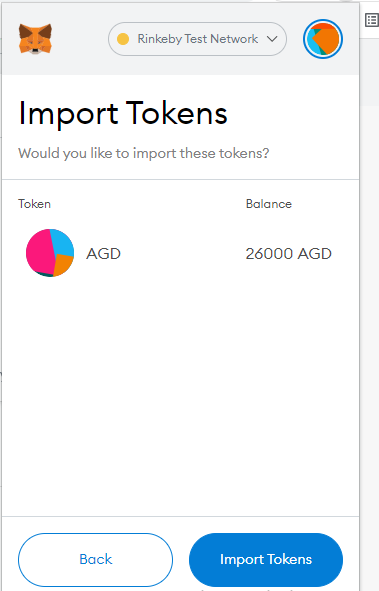 Rinkeby Test Network
Import Tokens
Would you like to import these tokens?
Token Balance
AGD 26000 AGD
Back Import Tokens